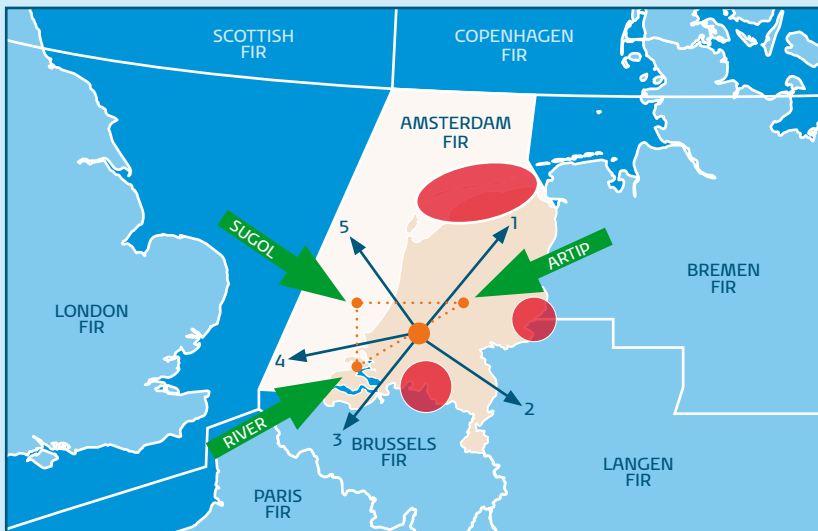 SCOTTISH
FIR
COPENHAGEN
FIR
AMSTERDAM
FIR
SUGOL
5
1
ARTIP
BREMEN
FIR
LONDON
FIR
4
2
RIVER
3
BRUSSELS
FIR
LANGEN
FIR
PARIS
FIR